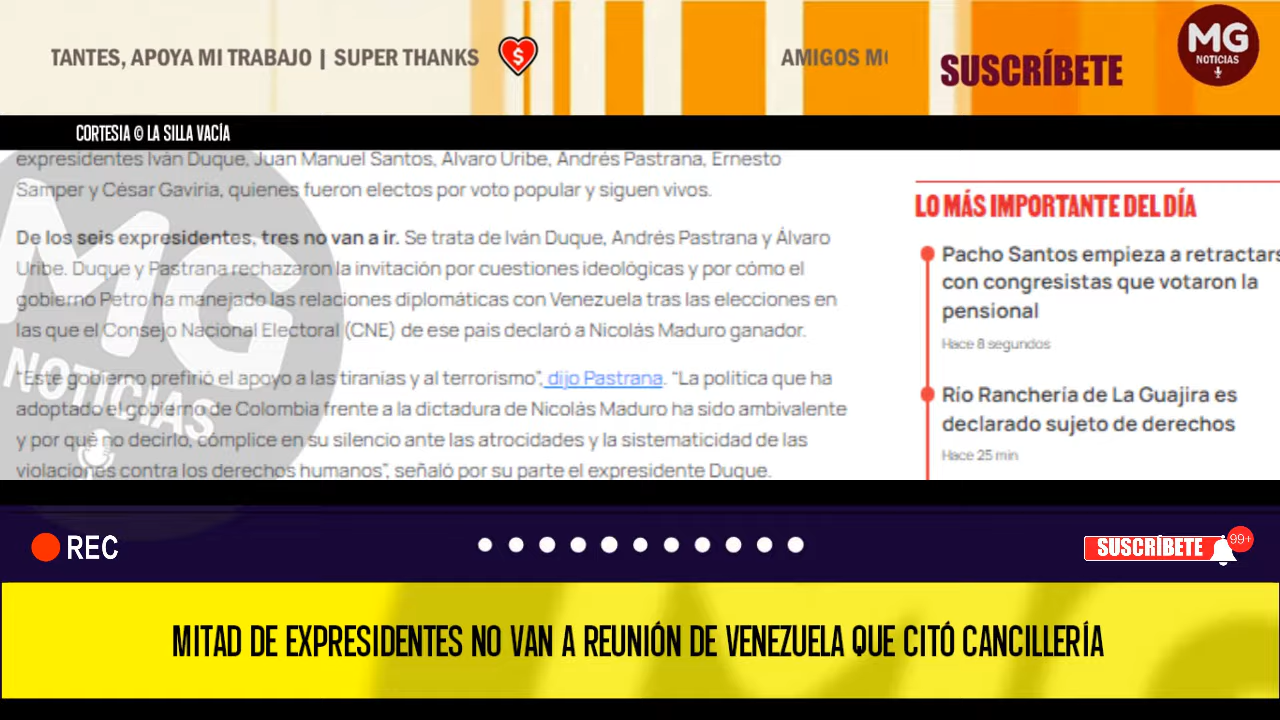 TANTES, APOYA MI TRABAJO | SUPER THANKS
$
AMIGOS
SUSCRÍBETE
MG
NOTICIAS
CORTESIA © LA SILLA VACÍA
expresidentes Iván Duque, Juan Manuel Santos, Álvaro Uribe, Andrés Pastrana, Ernesto
Samper y César Gaviria, quienes fueron electos por voto popular y siguen vivos.
De los seis expresidentes, tres no van a ir. Se trata de Iván Duque, Andrés Pastrana y Álvaro
Uribe. Duque y Pastrana rechazaron la invitación por cuestiones ideológicas y por cómo el
gobierno Petro ha manejado las relaciones diplomáticas con Venezuela tras las elecciones en
las que el Consejo Nacional Electoral (CNE) de ese país declaró a Nicolás Maduro ganador.
“Este gobierno prefirió el apoyo a las tiranías y al terrorismo”, dijo Pastrana. “La política que ha
adoptado el gobierno de Colombia frente a la dictadura de Nicolás Maduro ha sido ambivalente
y por qué no decirlo, cómplice en su silencio ante las atrocidades y la sistematicidad de las
violaciones contra los derechos humanos”, señaló por su parte el expresidente Duque.
MG
NOTICIAS
LO MÁS IMPORTANTE DEL DÍA
Pacho Santos empieza a retractars
con congresistas que votaron la
pensional
Hace 8 segundos
Río Ranchería de La Guajira es
declarado sujeto de derechos
Hace 25 min
REC
SUSCRÍBETE
99+
MITAD DE EXPRESIDENTES NO VAN A REUNIÓN DE VENEZUELA QUE CITÓ CANCILLERÍA